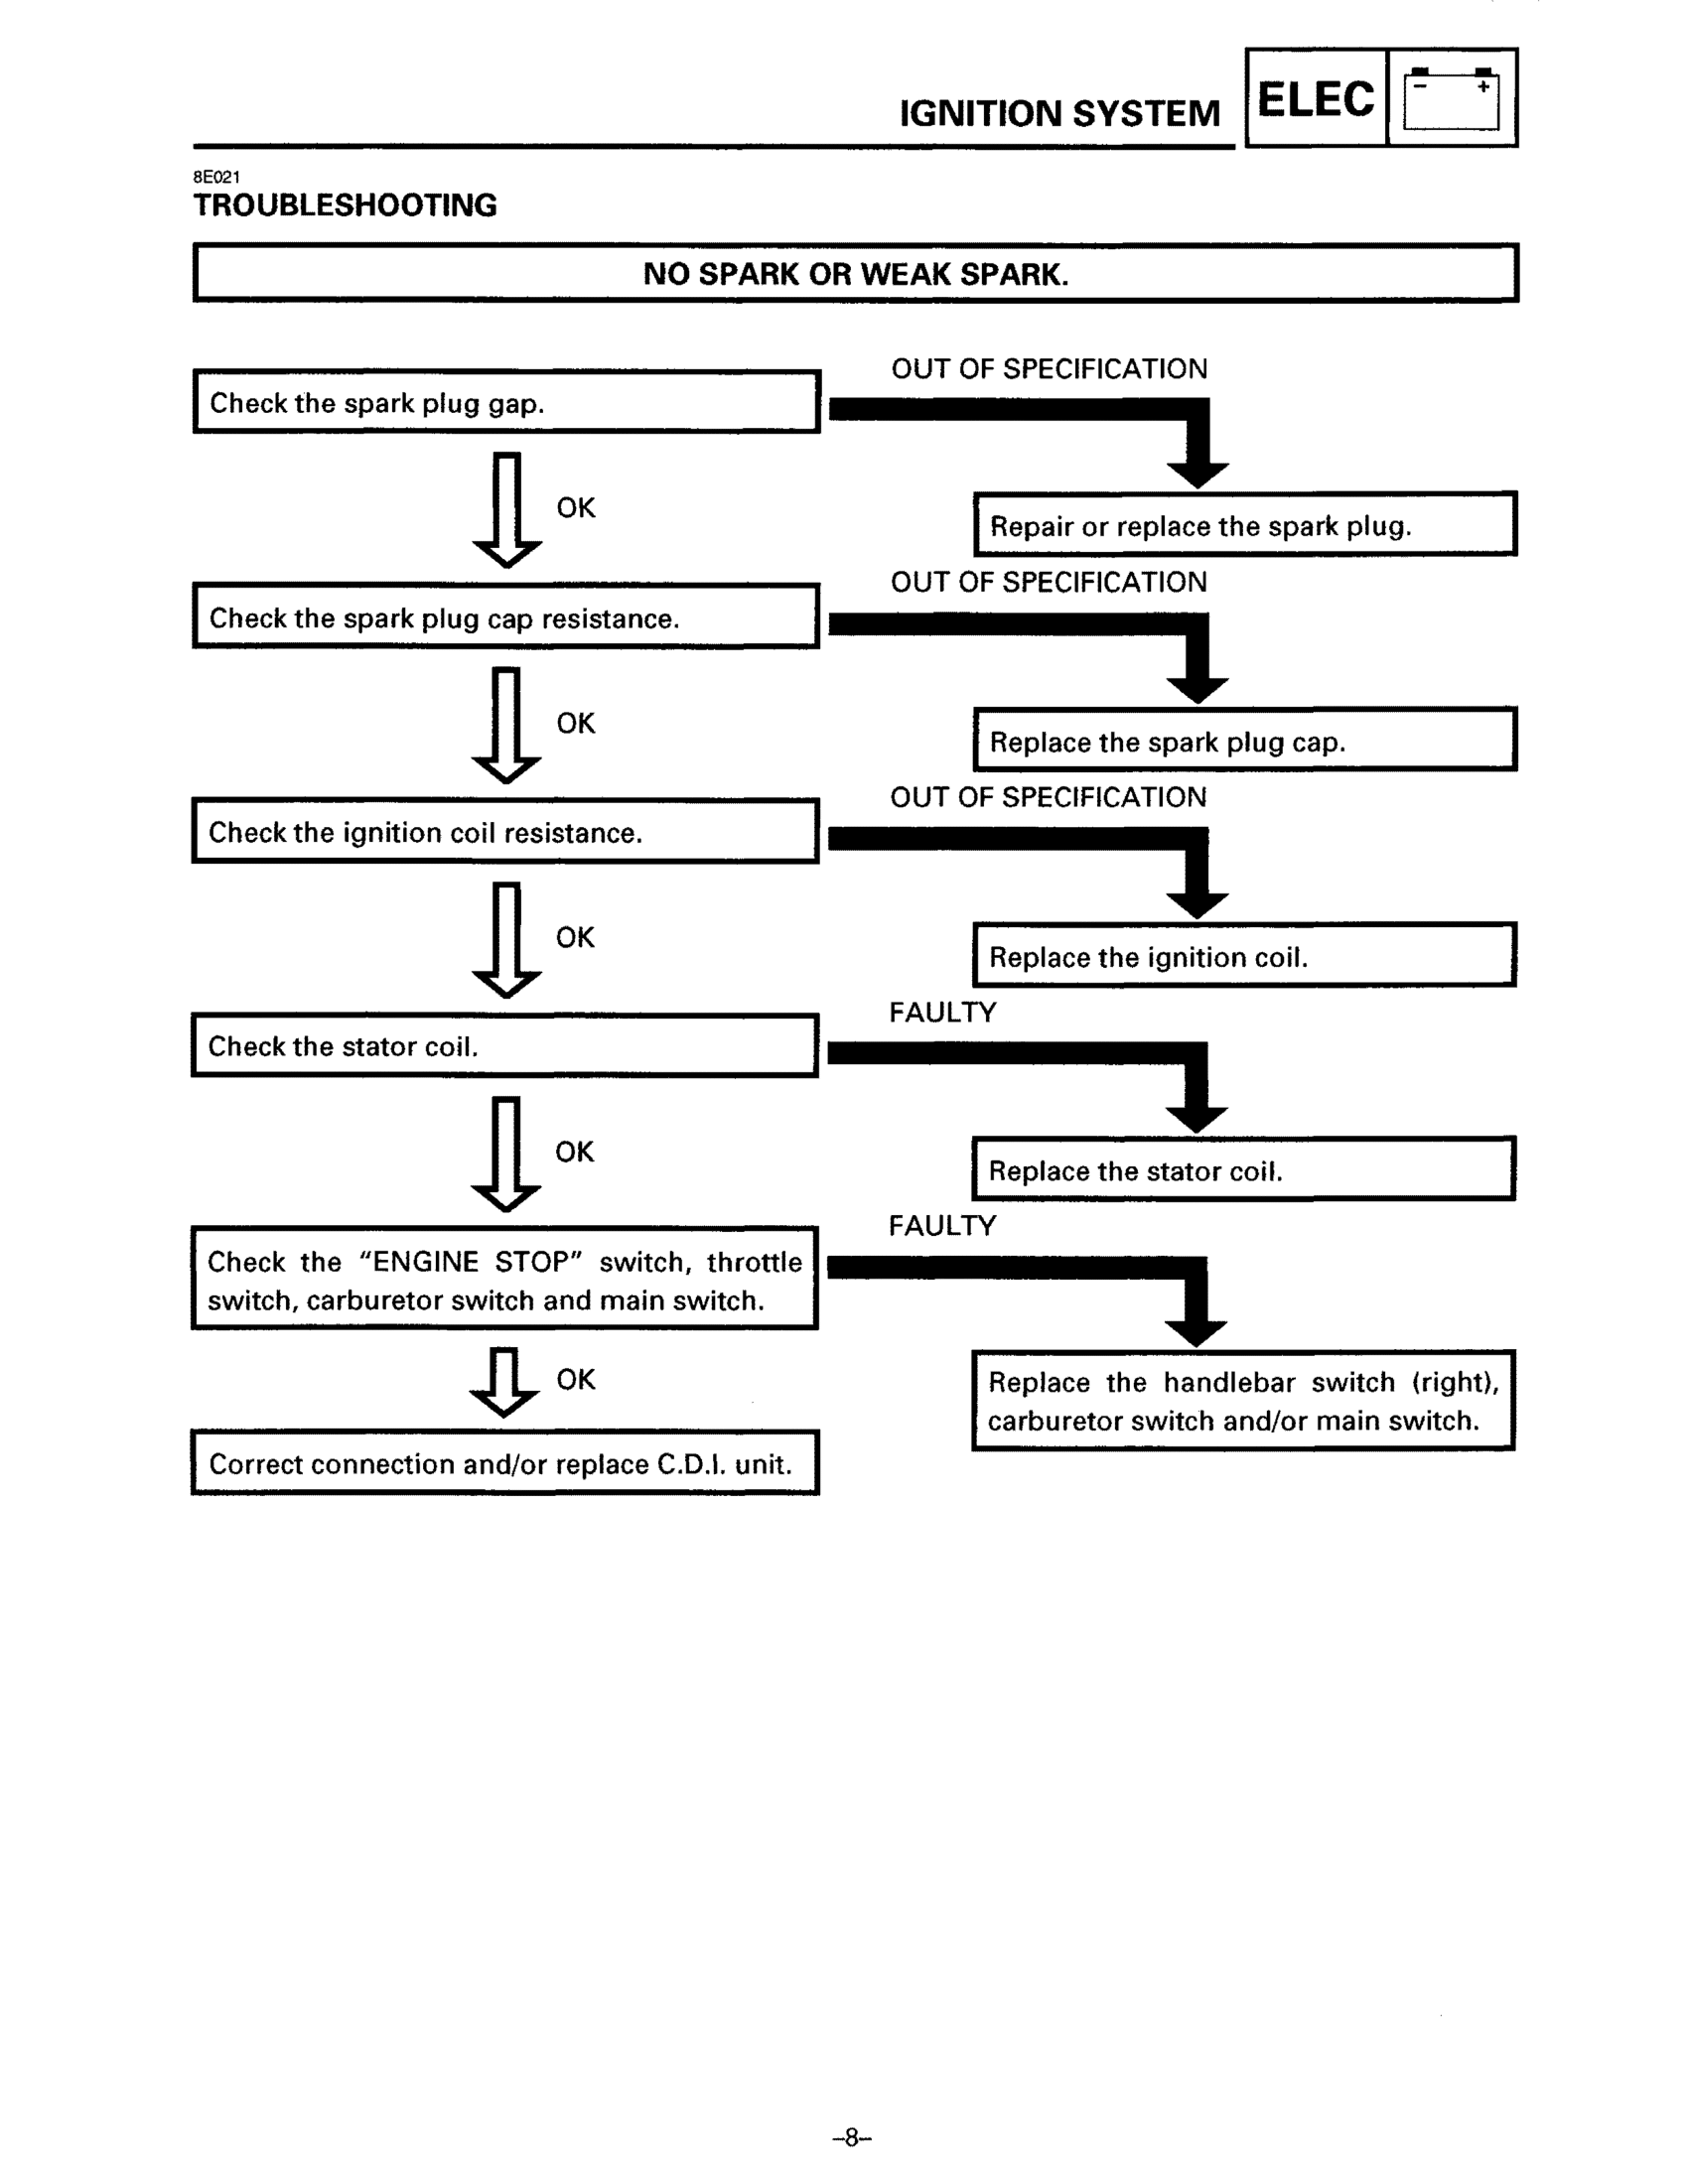 IGNITION SYSTEM
ELEC
- +
8E021
TROUBLESHOOTING
NO SPARK OR WEAK SPARK.
Check the spark plug gap.
OUT OF SPECIFICATION
OK
Repair or replace the spark plug.
Check the spark plug cap resistance.
OUT OF SPECIFICATION
OK
Replace the spark plug cap.
Check the ignition coil resistance.
OUT OF SPECIFICATION
OK
Replace the ignition coil.
Check the stator coil.
FAULTY
OK
Replace the stator coil.
Check the “ENGINE STOP” switch, throttle
switch, carburetor switch and main switch.
FAULTY
OK
Replace the handlebar switch (right),
carburetor switch and/or main switch.
Correct connection and/or replace C.D.I. unit.
–8–